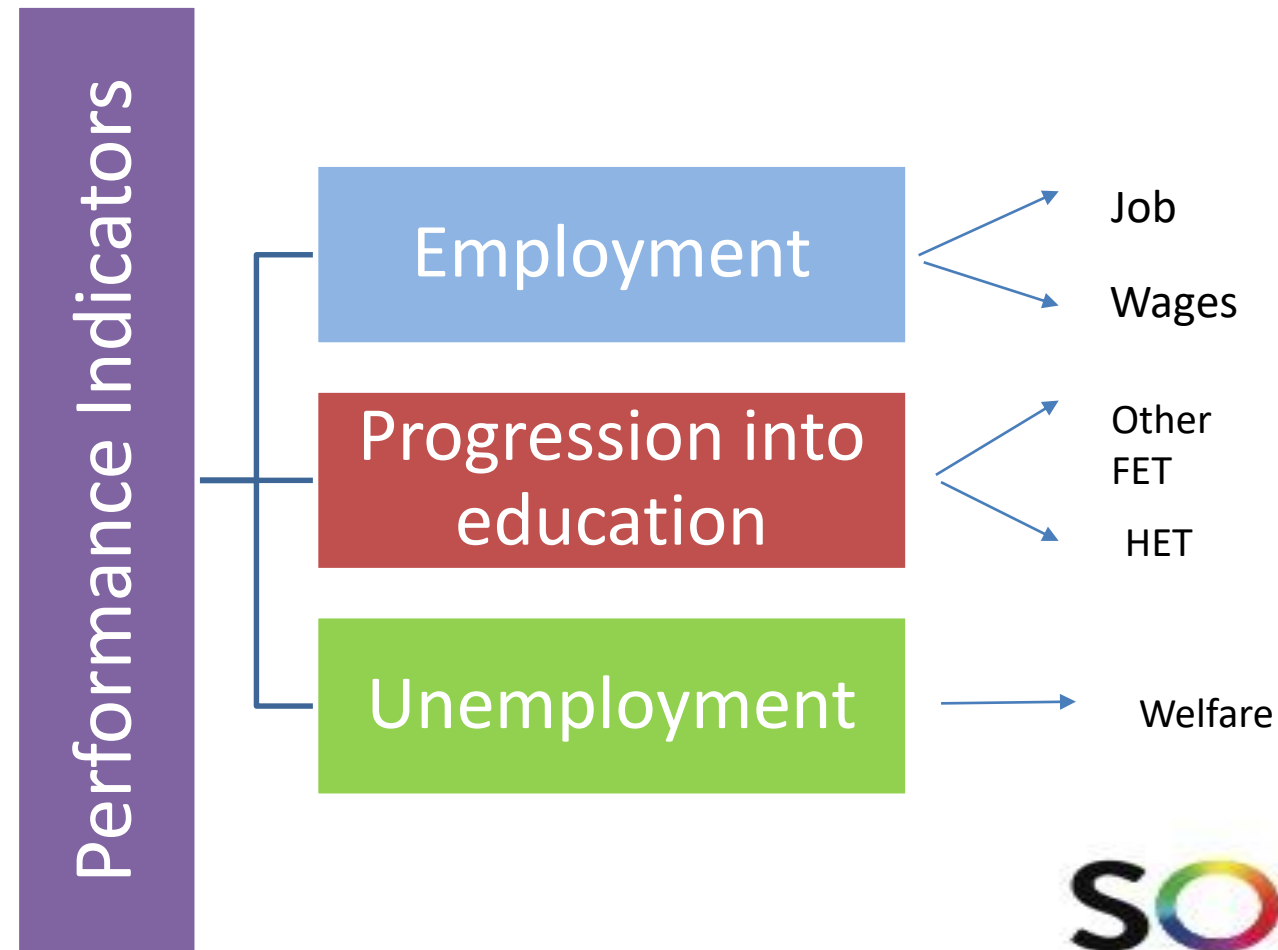 Performance Indicators
Employment
Job
Wages
Progression into
education
Other
FET
HET
Unemployment
Welfare
SO